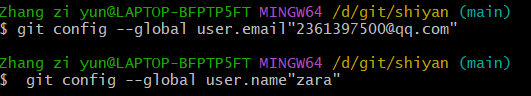 Zhang zi yun@LAPTOP-BFPTP5FT MINGW64 /d/git/shiyan (main)
$ git config --global user.email"2361397500@qq.com"
Zhang zi yun@LAPTOP-BFPTP5FT MINGW64 /d/git/shiyan (main)
$  git config --global user.name"zara"